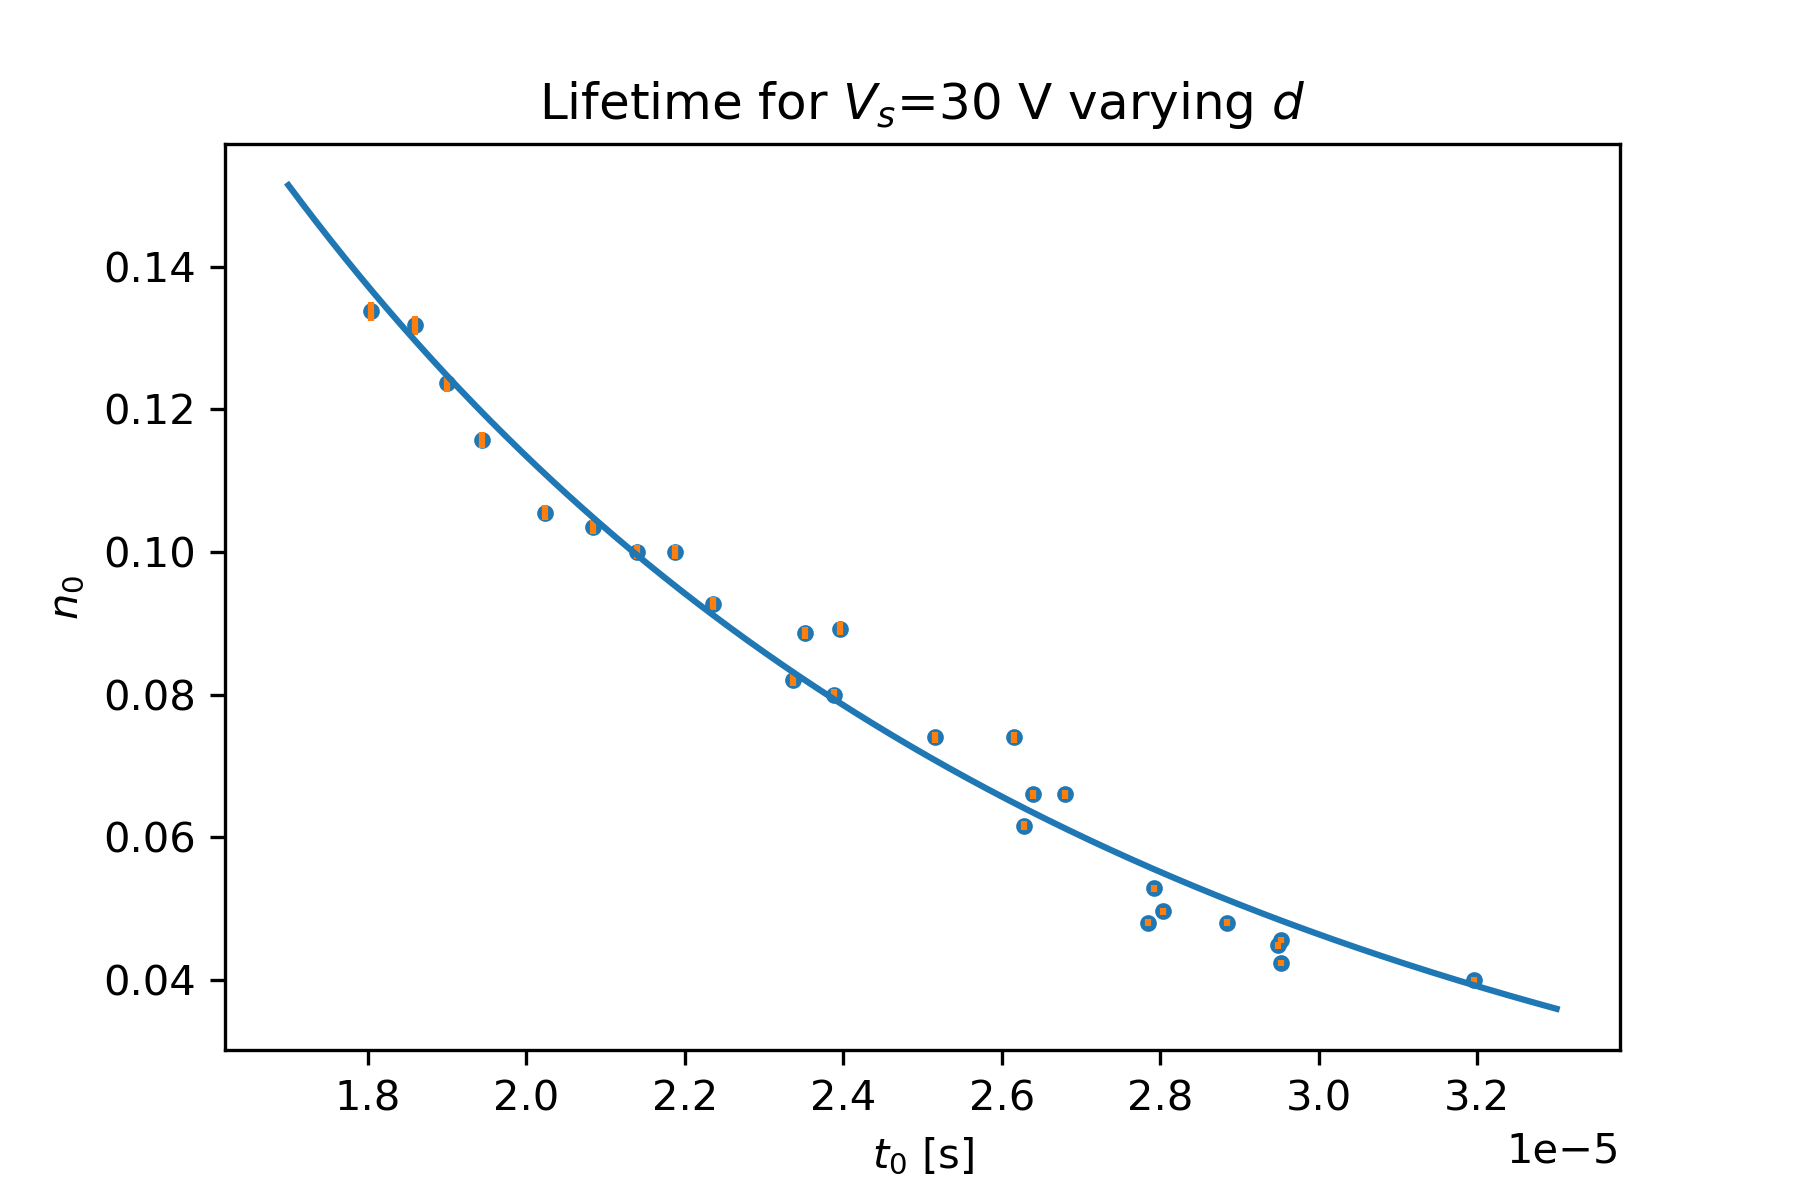 Lifetime for Vₛ=30 V varying d
0.14
0.12
0.10
0.08
0.06
0.04
n₀
1.8 2.0 2.2 2.4 2.6 2.8 3.0 3.2
1e−5
t₀ [s]